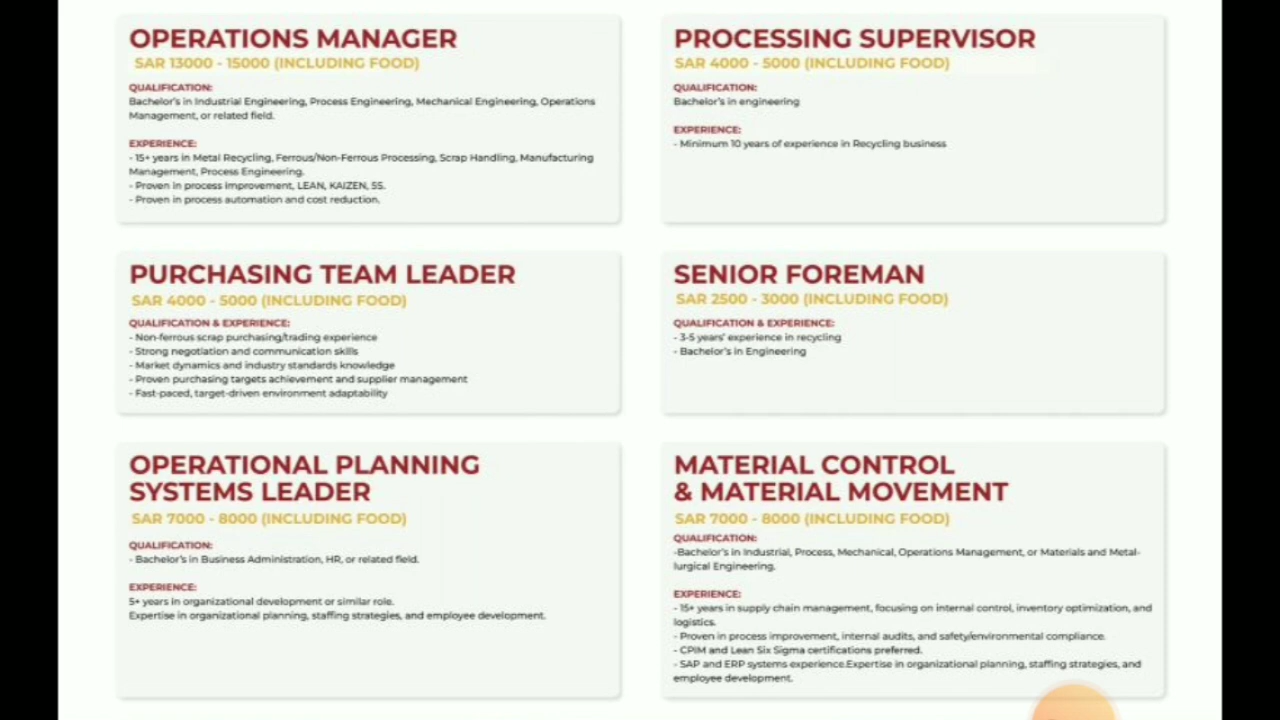 OPERATIONS MANAGER
SAR 13000 - 15000 (INCLUDING FOOD)
QUALIFICATION:
Bachelor's in Industrial Engineering, Process Engineering, Mechanical Engineering, Operations
Management, or related field.
EXPERIENCE:
- 15+ years in Metal Recycling, Ferrous/Non-Ferrous Processing, Scrap Handling, Manufacturing
Management, Process Engineering.
- Proven in process improvement, LEAN, KAIZEN, 5S.
- Proven in process automation and cost reduction.
PROCESSING SUPERVISOR
SAR 4000 - 5000 (INCLUDING FOOD)
QUALIFICATION:
Bachelor's in engineering
EXPERIENCE:
- Minimum 10 years of experience in Recycling business
PURCHASING TEAM LEADER
SAR 4000 - 5000 (INCLUDING FOOD)
QUALIFICATION & EXPERIENCE:
- Non-ferrous scrap purchasing/trading experience
- Strong negotiation and communication skills
- Market dynamics and industry standards knowledge
- Proven purchasing targets achievement and supplier management
- Fast-paced, target-driven environment adaptability
SENIOR FOREMAN
SAR 2500 - 3000 (INCLUDING FOOD)
QUALIFICATION & EXPERIENCE:
- 3-5 years' experience in recycling
- Bachelor's in Engineering
OPERATIONAL PLANNING
SYSTEMS LEADER
SAR 7000 - 8000 (INCLUDING FOOD)
QUALIFICATION:
- Bachelor's in Business Administration, HR, or related field.
EXPERIENCE:
5+ years in organizational development or similar role.
Expertise in organizational planning, staffing strategies, and employee development.
MATERIAL CONTROL
& MATERIAL MOVEMENT
SAR 7000 - 8000 (INCLUDING FOOD)
QUALIFICATION:
-Bachelor's in Industrial, Process, Mechanical, Operations Management, or Materials and Metal-
lurgical Engineering.
EXPERIENCE:
- 15+ years in supply chain management, focusing on internal control, inventory optimization, and
logistics.
- Proven in process improvement, internal audits, and safety/environmental compliance.
- CPIM and Lean Six Sigma certifications preferred.
- SAP and ERP systems experience.Expertise in organizational planning, staffing strategies, and
employee development.